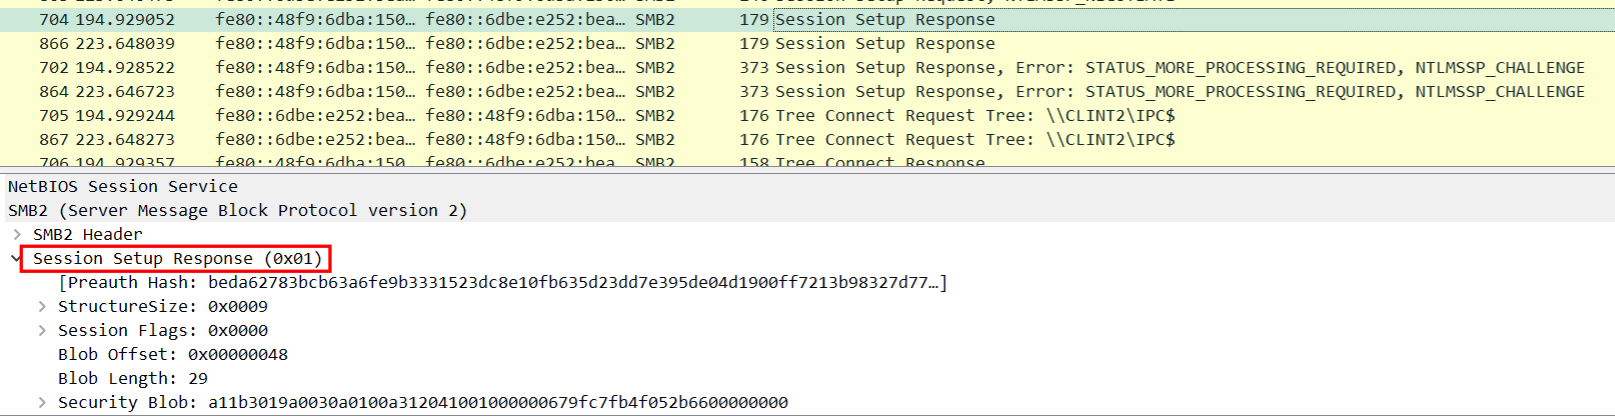 704 194.929052 fe80::48f9:6dba:150… fe80::6dbe:e252:bea… SMB2 179 Session Setup Response
866 223.648039 fe80::48f9:6dba:150… fe80::6dbe:e252:bea… SMB2 179 Session Setup Response
702 194.928522 fe80::48f9:6dba:150… fe80::6dbe:e252:bea… SMB2 373 Session Setup Response, Error: STATUS_MORE_PROCESSING_REQUIRED, NTLMSSP_CHALLENGE
864 223.646723 fe80::48f9:6dba:150… fe80::6dbe:e252:bea… SMB2 373 Session Setup Response, Error: STATUS_MORE_PROCESSING_REQUIRED, NTLMSSP_CHALLENGE
705 194.929244 fe80::6dbe:e252:bea… fe80::48f9:6dba:150… SMB2 176 Tree Connect Request Tree: \\CLINT2\IPC$
867 223.648273 fe80::6dbe:e252:bea… fe80::48f9:6dba:150… SMB2 176 Tree Connect Request Tree: \\CLINT2\IPC$
706 194.929357 fe80::48f9:6dba:150… fe80::6dbe:e252:bea… SMB2 158 Tree Connect Response
NetBIOS Session Service
SMB2 (Server Message Block Protocol version 2)
SMB2 Header
Session Setup Response (0x01)
[Preauth Hash: beda62783bcb63a6fe9b3331523dc8e10fb635d23dd7e395de04d1900ff7213b98327d77…]
StructureSize: 0x0009
Session Flags: 0x0000
Blob Offset: 0x00000048
Blob Length: 29
Security Blob: a11b3019a0030a0100a312041001000000679fc7fb4f052b6600000000